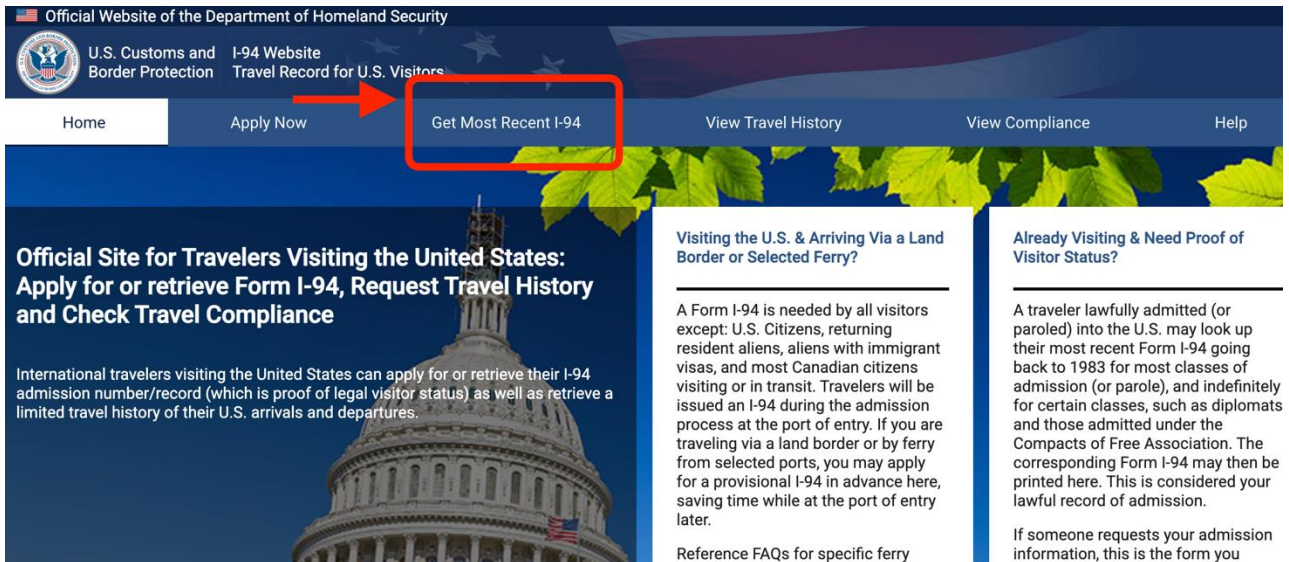 Official Website of the Department of Homeland Security
U.S. Customs and
Border Protection
I-94 Website
Travel Record for U.S. Visitors
Home
Apply Now
Get Most Recent I-94
View Travel History
View Compliance
Help
Official Site for Travelers Visiting the United States:
Apply for or retrieve Form I-94, Request Travel History
and Check Travel Compliance
International travelers visiting the United States can apply for or retrieve their I-94
admission number/record (which is proof of legal visitor status) as well as retrieve a
limited travel history of their U.S. arrivals and departures.
Visiting the U.S. & Arriving Via a Land
Border or Selected Ferry?
A Form I-94 is needed by all visitors
except: U.S. Citizens, returning
resident aliens, aliens with immigrant
visas, and most Canadian citizens
visiting or in transit. Travelers will be
issued an I-94 during the admission
process at the port of entry. If you are
traveling via a land border or by ferry
from selected ports, you may apply
for a provisional I-94 in advance here,
saving time while at the port of entry
later.
Reference FAQs for specific ferry
Already Visiting & Need Proof of
Visitor Status?
A traveler lawfully admitted (or
paroled) into the U.S. may look up
their most recent Form I-94 going
back to 1983 for most classes of
admission (or parole), and indefinitely
for certain classes, such as diplomats
and those admitted under the
Compacts of Free Association. The
corresponding Form I-94 may then be
printed here. This is considered your
lawful record of admission.
If someone requests your admission
information, this is the form you